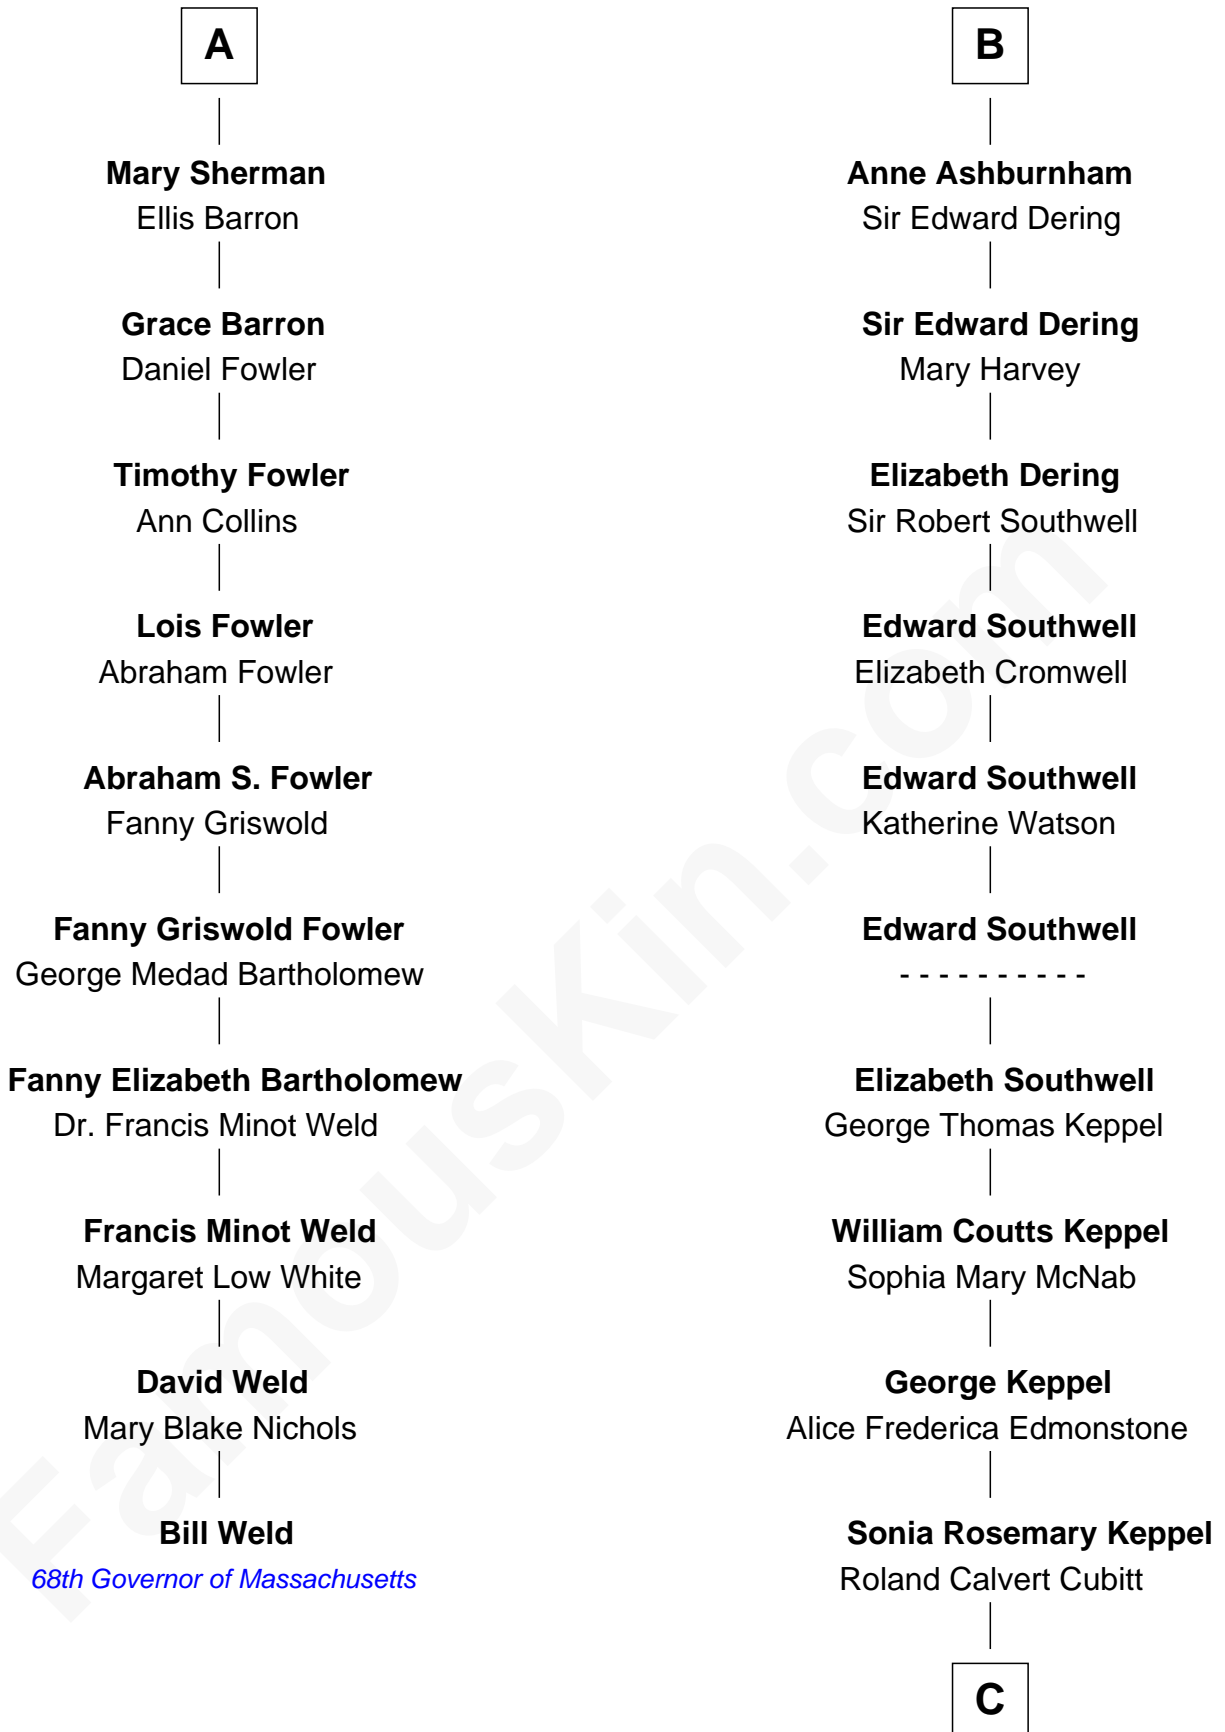 A
Mary Sherman
Ellis Barron
Grace Barron
Daniel Fowler
Timothy Fowler
Ann Collins
Lois Fowler
Abraham Fowler
Abraham S. Fowler
Fanny Griswold
Fanny Griswold Fowler
George Medad Bartholomew
Fanny Elizabeth Bartholomew
Dr. Francis Minot Weld
Francis Minot Weld
Margaret Low White
David Weld
Mary Blake Nichols
Bill Weld
68th Governor of Massachusetts
B
Anne Ashburnham
Sir Edward Dering
Sir Edward Dering
Mary Harvey
Elizabeth Dering
Sir Robert Southwell
Edward Southwell
Elizabeth Cromwell
Edward Southwell
Katherine Watson
Edward Southwell
- - - - - - - - - -
Elizabeth Southwell
George Thomas Keppel
William Coutts Keppel
Sophia Mary McNab
George Keppel
Alice Frederica Edmonstone
Sonia Rosemary Keppel
Roland Calvert Cubitt
C
FamousKin.com